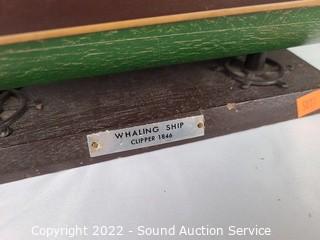 WHALING SHIP
CLIPPER 1846
Copyright 2022 - Sound Auction Service